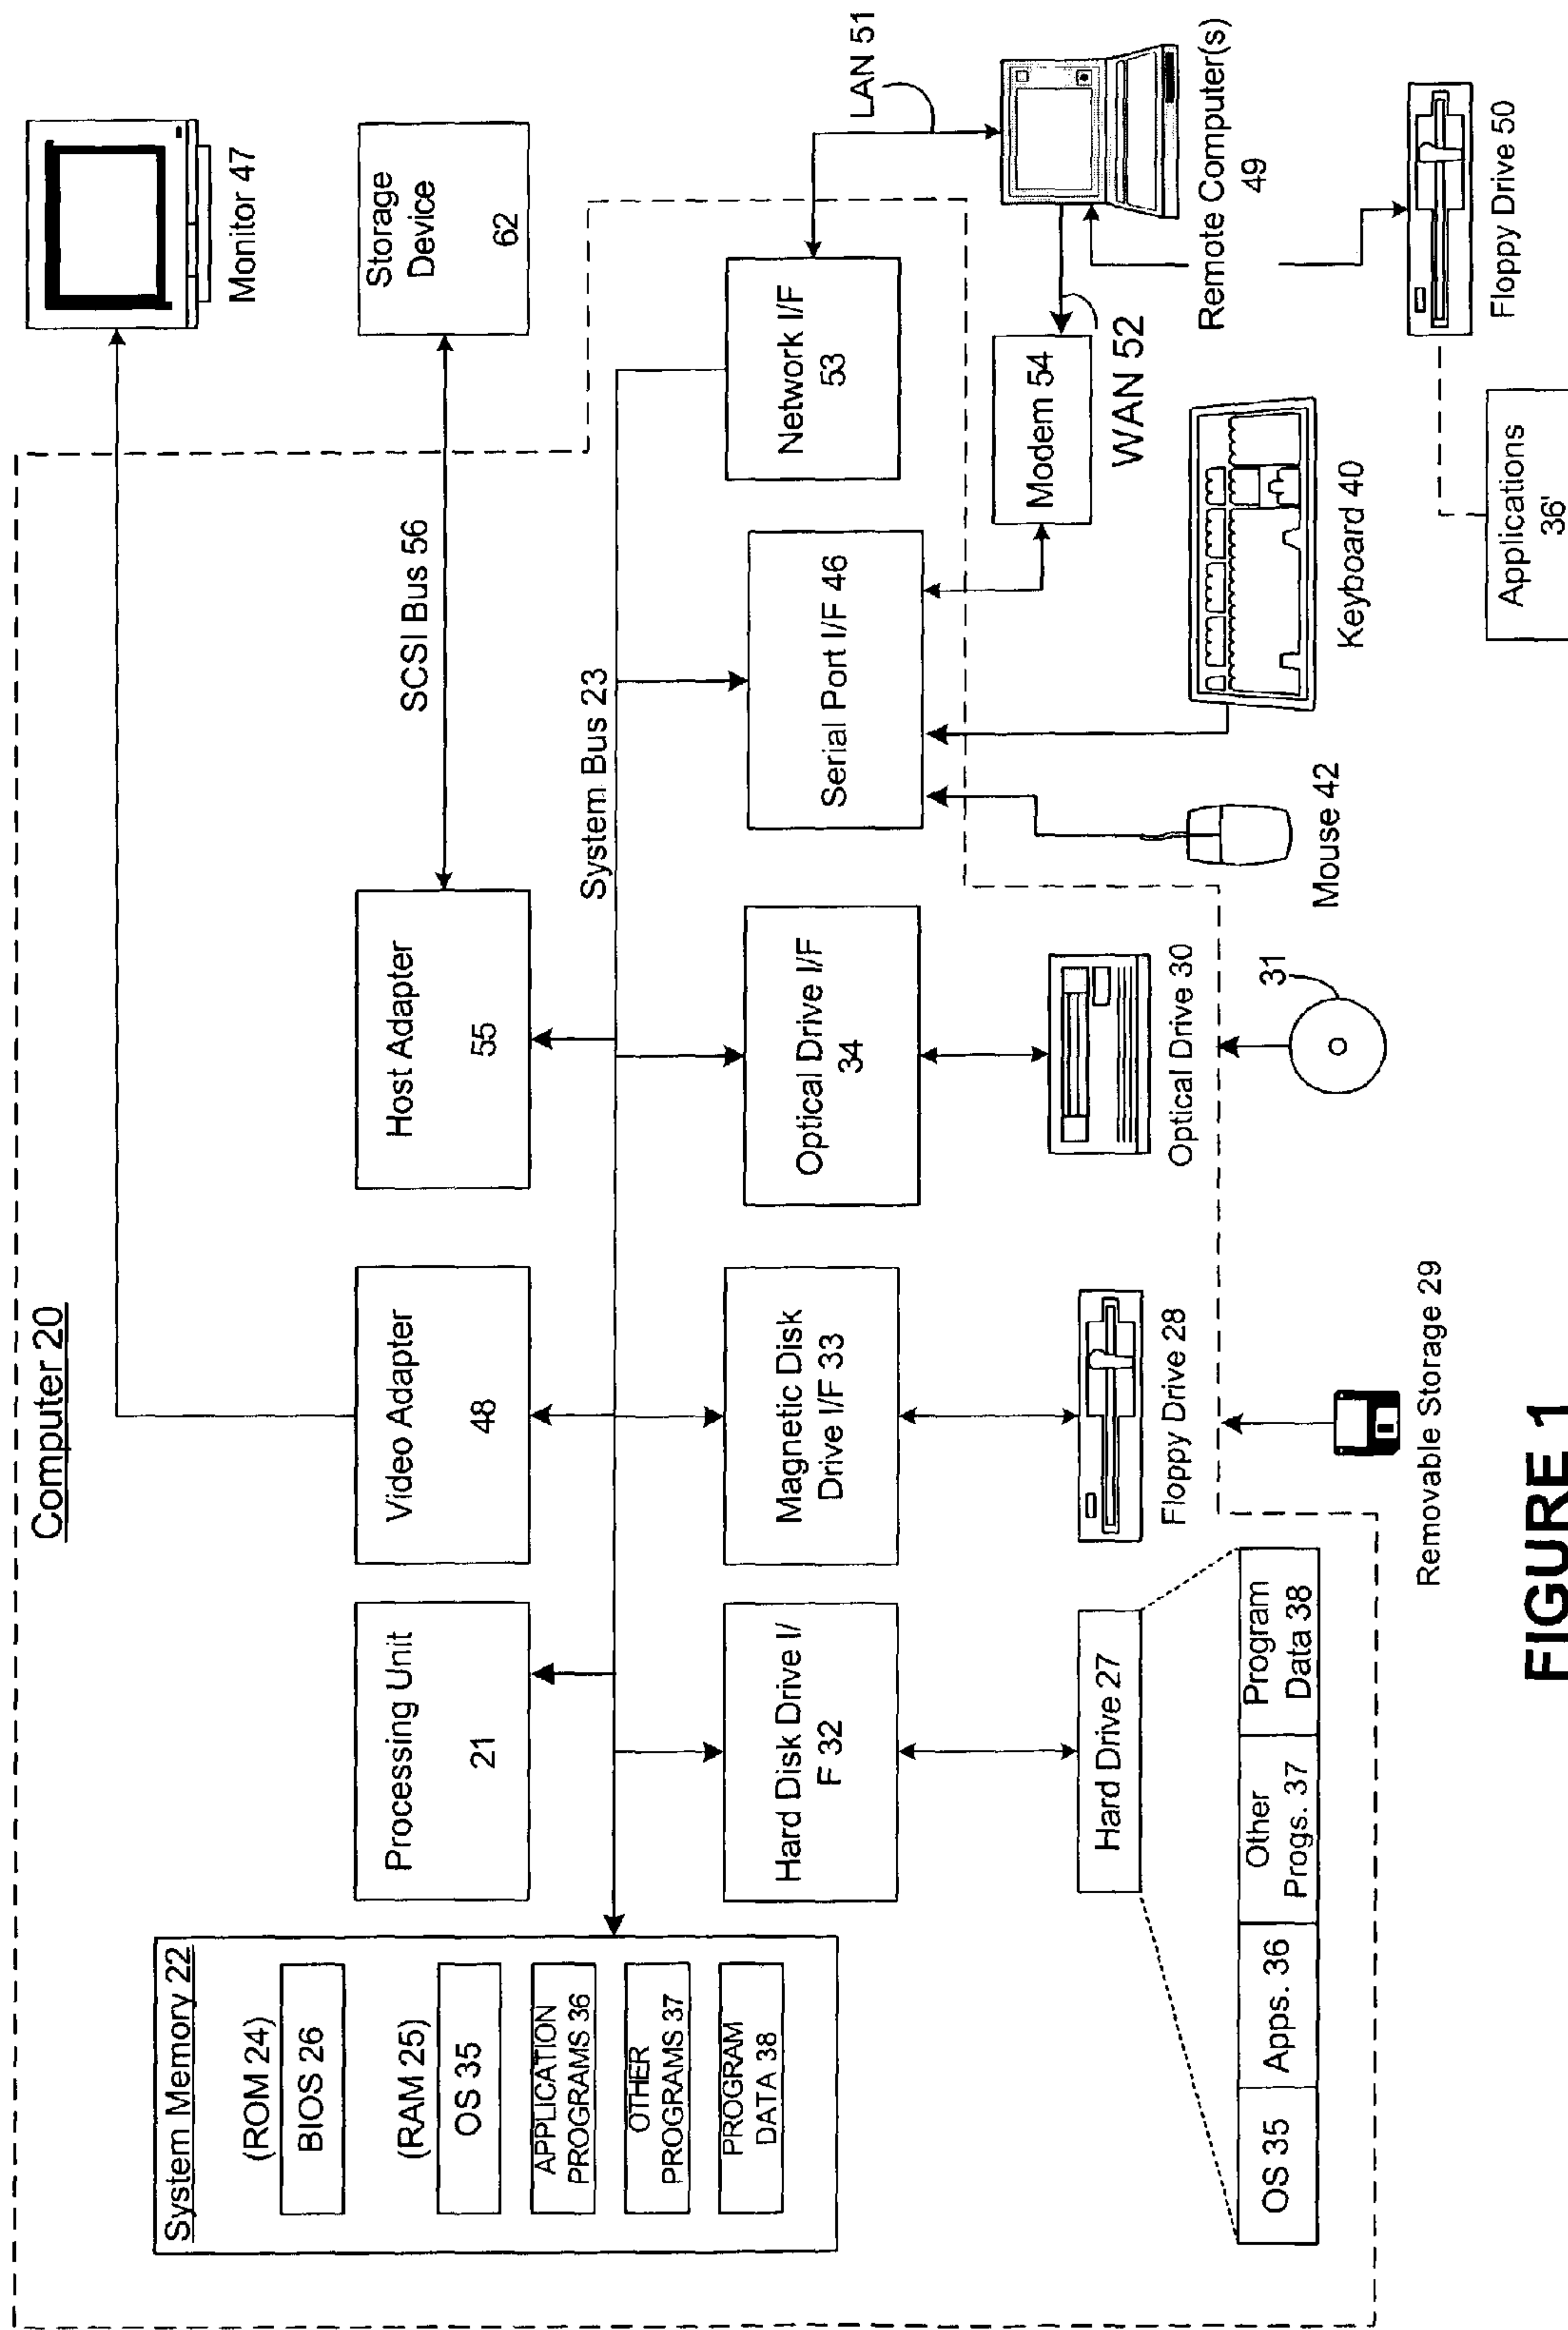 Computer 20
System Memory 22
(ROM 24)
BIOS 26
(RAM 25)
OS 35
APPLICATION
PROGRAMS 36
OTHER
PROGRAMS 37
PROGRAM
DATA 38
Processing Unit
21
Video Adapter
48
Host Adapter
55
SCSI Bus 56
Storage
Device
62
Monitor 47
System Bus 23
Hard Disk Drive I/
F 32
Magnetic Disk
Drive I/F 33
Optical Drive I/F
34
Serial Port I/F 46
Network I/F
53
LAN 51
Hard Drive 27
Floppy Drive 28
Optical Drive 30
Modem 54
WAN 52
Remote Computer(s)
49
OS 35
Apps. 36
Other
Progs. 37
Program
Data 38
Removable Storage 29
31
Mouse 42
Keyboard 40
Floppy Drive 50
Applications
36'
FIGURE 1